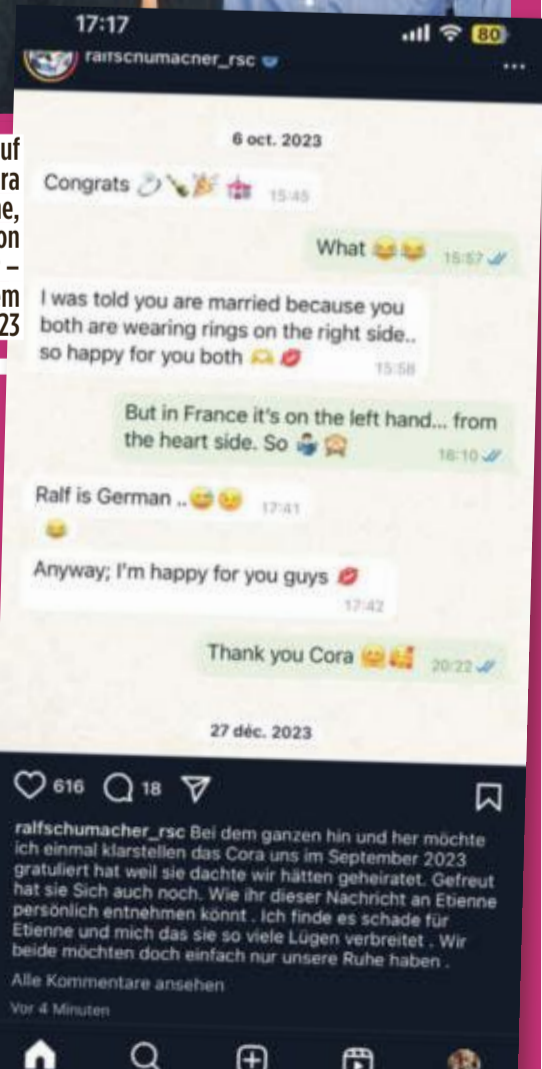 17:17
80
ralfschumacher_rsc
uf
ra
ne,
on
–
om
23
6 oct. 2023
Congrats 💍🍾🎉💒 15:45
What 😂😂 15:57
I was told you are married because you
both are wearing rings on the right side..
so happy for you both 🫶💋
15:58
But in France it's on the left hand... from
the heart side. So 🤷‍♂️🙈
16:10
Ralf is German ..😅😉 17:41
😂
Anyway; I'm happy for you guys 💋
17:42
Thank you Cora 🤗🥰 20:22
27 déc. 2023
616 18
ralfschumacher_rsc Bei dem ganzen hin und her möchte
ich einmal klarstellen das Cora uns im September 2023
gratuliert hat weil sie dachte wir hätten geheiratet. Gefreut
hat sie Sich auch noch. Wie ihr dieser Nachricht an Etienne
persönlich entnehmen könnt . Ich finde es schade für
Etienne und mich das sie so viele Lügen verbreitet . Wir
beide möchten doch einfach nur unsere Ruhe haben .
Alle Kommentare ansehen
Vor 4 Minuten